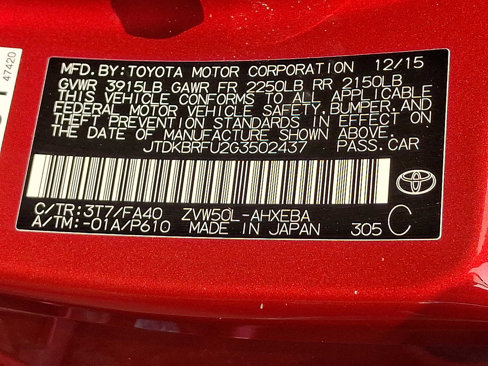 47420
MFD. BY: TOYOTA MOTOR CORPORATION 12/15
GVWR 3915LB GAWR FR 2250LB RR 2150LB
THIS VEHICLE CONFORMS TO ALL APPLICABLE
FEDERAL MOTOR VEHICLE SAFETY, BUMPER, AND
THEFT PREVENTION STANDARDS IN EFFECT ON THE
DATE OF MANUFACTURE SHOWN ABOVE.
JTDKBRFU2G3502437 PASS. CAR
C/TR: 3T7/FA40 ZVW50L-AHXEBA
A/TM: -01A/P610 MADE IN JAPAN 305 C